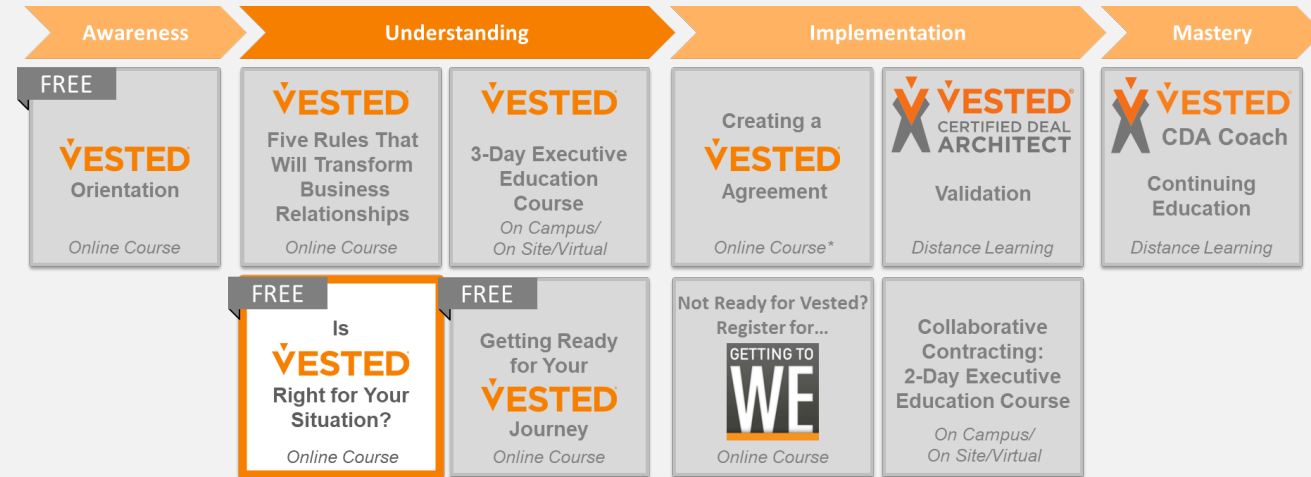 Awareness
Understanding
Implementation
Mastery
FREE
VESTED
Orientation
Online Course
VESTED
Five Rules That
Will Transform
Business
Relationships
Online Course
VESTED
3-Day Executive
Education
Course
On Campus/
On Site/Virtual
Creating a
VESTED
Agreement
Online Course*
VESTED®
CERTIFIED DEAL
ARCHITECT
Validation
Distance Learning
VESTED®
CDA Coach
Continuing
Education
Distance Learning
FREE
Is
VESTED
Right for Your
Situation?
Online Course
FREE
Getting Ready
for Your
VESTED
Journey
Online Course
Not Ready for Vested?
Register for...
GETTING TO
WE
Online Course
Collaborative
Contracting:
2-Day Executive
Education Course
On Campus/
On Site/Virtual